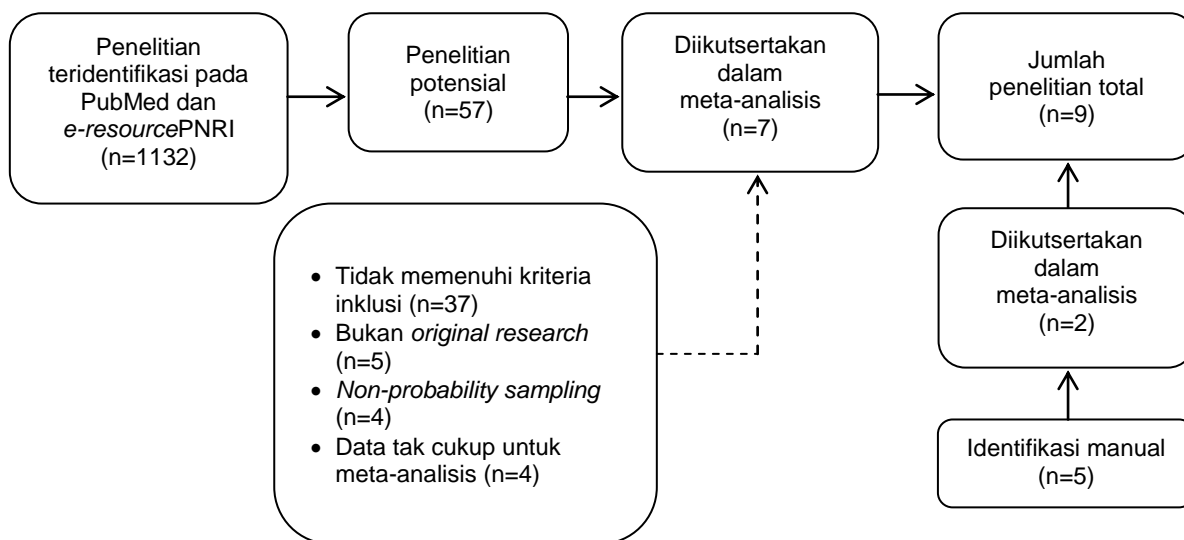 Penelitian
teridentifikasi pada
PubMed dan
e-resourcePNRI
(n=1132)
Penelitian
potensial
(n=57)
Diikutsertakan
dalam
meta-analisis
(n=7)
Jumlah
penelitian total
(n=9)
• Tidak memenuhi kriteria
inklusi (n=37)
• Bukan original research
(n=5)
• Non-probability sampling
(n=4)
• Data tak cukup untuk
meta-analisis (n=4)
Diikutsertakan
dalam
meta-analisis
(n=2)
Identifikasi manual
(n=5)